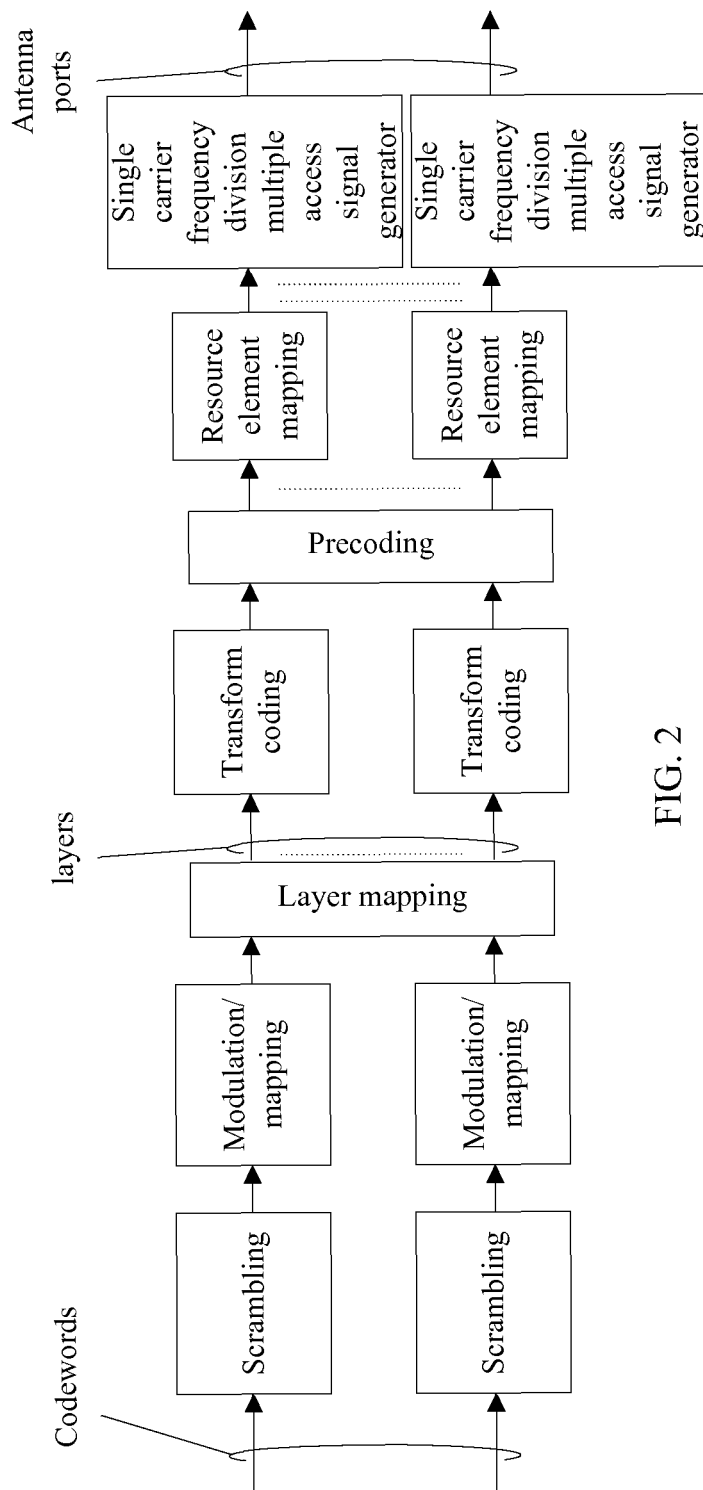 Codewords
layers
Antenna
ports
Scrambling
Modulation/
mapping
Layer mapping
Transform
coding
Precoding
Resource
element
mapping
Single
carrier
frequency
division
multiple
access
signal
generator
Scrambling
Modulation/
mapping
Transform
coding
Resource
element
mapping
Single
carrier
frequency
division
multiple
access
signal
generator
FIG. 2